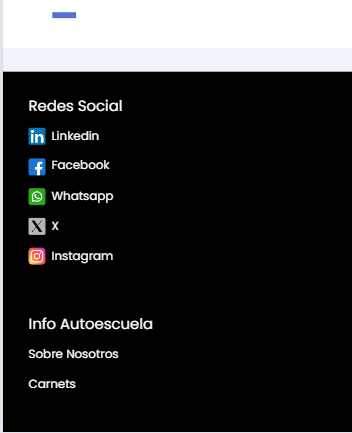 Redes Social
Linkedin
Facebook
Whatsapp
X
Instagram
Info Autoescuela
Sobre Nosotros
Carnets